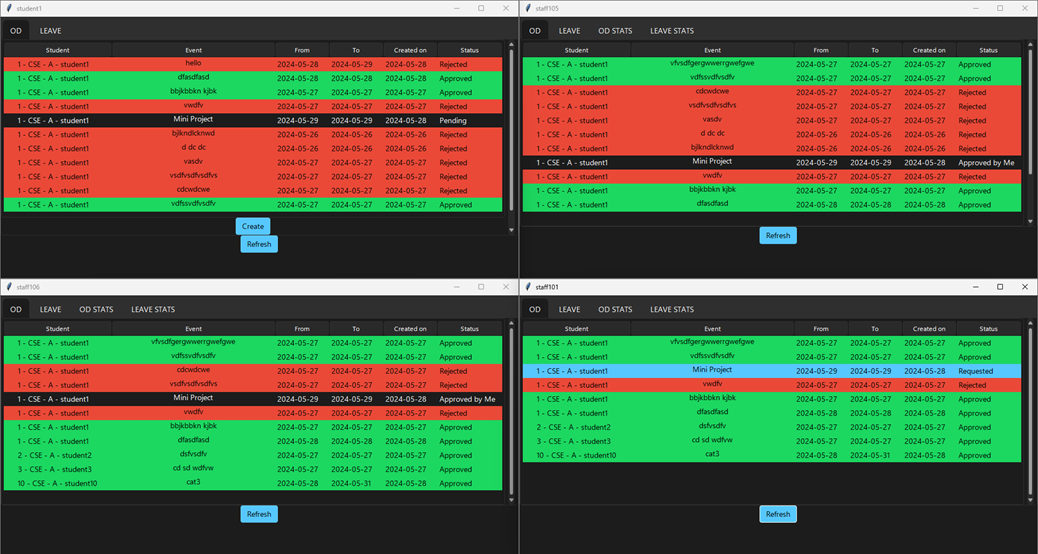 student1
OD LEAVE
Student Event From To Created on Status
1 - CSE - A - student1 hello 2024-05-28 2024-05-29 2024-05-28 Rejected
1 - CSE - A - student1 dfasdfasd 2024-05-28 2024-05-28 2024-05-28 Approved
1 - CSE - A - student1 bbjkbbkn kjbk 2024-05-27 2024-05-27 2024-05-28 Approved
1 - CSE - A - student1 vwdfv 2024-05-27 2024-05-27 2024-05-27 Rejected
1 - CSE - A - student1 Mini Project 2024-05-29 2024-05-29 2024-05-28 Pending
1 - CSE - A - student1 bjlkndlcknwd 2024-05-26 2024-05-26 2024-05-26 Rejected
1 - CSE - A - student1 d dc dc 2024-05-26 2024-05-26 2024-05-26 Rejected
1 - CSE - A - student1 vasdv 2024-05-27 2024-05-27 2024-05-26 Rejected
1 - CSE - A - student1 vsdfvsdfvsdfvs 2024-05-27 2024-05-27 2024-05-27 Rejected
1 - CSE - A - student1 cdcwdcwe 2024-05-27 2024-05-27 2024-05-27 Rejected
1 - CSE - A - student1 vdfssvdfvsdfv 2024-05-27 2024-05-27 2024-05-27 Approved
Create
Refresh
staff105
OD LEAVE OD STATS LEAVE STATS
Student Event From To Created on Status
1 - CSE - A - student1 vfvsdfgergwwerrgwefgwe 2024-05-27 2024-05-27 2024-05-27 Approved
1 - CSE - A - student1 vdfssvdfvsdfv 2024-05-27 2024-05-27 2024-05-27 Approved
1 - CSE - A - student1 cdcwdcwe 2024-05-27 2024-05-27 2024-05-27 Rejected
1 - CSE - A - student1 vsdfvsdfvsdfvs 2024-05-27 2024-05-27 2024-05-27 Rejected
1 - CSE - A - student1 vasdv 2024-05-27 2024-05-27 2024-05-26 Rejected
1 - CSE - A - student1 d dc dc 2024-05-26 2024-05-26 2024-05-26 Rejected
1 - CSE - A - student1 bjlkndlcknwd 2024-05-26 2024-05-26 2024-05-26 Rejected
1 - CSE - A - student1 Mini Project 2024-05-29 2024-05-29 2024-05-28 Approved by Me
1 - CSE - A - student1 vwdfv 2024-05-27 2024-05-27 2024-05-27 Rejected
1 - CSE - A - student1 bbjkbbkn kjbk 2024-05-27 2024-05-27 2024-05-28 Approved
1 - CSE - A - student1 dfasdfasd 2024-05-28 2024-05-28 2024-05-28 Approved
Refresh
staff106
OD LEAVE OD STATS LEAVE STATS
Student Event From To Created on Status
1 - CSE - A - student1 vfvsdfgergwwerrgwefgwe 2024-05-27 2024-05-27 2024-05-27 Approved
1 - CSE - A - student1 vdfssvdfvsdfv 2024-05-27 2024-05-27 2024-05-27 Approved
1 - CSE - A - student1 cdcwdcwe 2024-05-27 2024-05-27 2024-05-27 Rejected
1 - CSE - A - student1 vsdfvsdfvsdfvs 2024-05-27 2024-05-27 2024-05-27 Rejected
1 - CSE - A - student1 Mini Project 2024-05-29 2024-05-29 2024-05-28 Approved by Me
1 - CSE - A - student1 vwdfv 2024-05-27 2024-05-27 2024-05-27 Rejected
1 - CSE - A - student1 bbjkbbkn kjbk 2024-05-27 2024-05-27 2024-05-28 Approved
1 - CSE - A - student1 dfasdfasd 2024-05-28 2024-05-28 2024-05-28 Approved
2 - CSE - A - student2 dsfvsdfv 2024-05-27 2024-05-27 2024-05-27 Approved
3 - CSE - A - student3 cd sd wdfvw 2024-05-27 2024-05-27 2024-05-27 Approved
10 - CSE - A - student10 cat3 2024-05-28 2024-05-31 2024-05-28 Approved
Refresh
staff101
OD LEAVE OD STATS LEAVE STATS
Student Event From To Created on Status
1 - CSE - A - student1 vfvsdfgergwwerrgwefgwe 2024-05-27 2024-05-27 2024-05-27 Approved
1 - CSE - A - student1 vdfssvdfvsdfv 2024-05-27 2024-05-27 2024-05-27 Approved
1 - CSE - A - student1 Mini Project 2024-05-29 2024-05-29 2024-05-28 Requested
1 - CSE - A - student1 vwdfv 2024-05-27 2024-05-27 2024-05-27 Rejected
1 - CSE - A - student1 bbjkbbkn kjbk 2024-05-27 2024-05-27 2024-05-28 Approved
1 - CSE - A - student1 dfasdfasd 2024-05-28 2024-05-28 2024-05-28 Approved
2 - CSE - A - student2 dsfvsdfv 2024-05-27 2024-05-27 2024-05-27 Approved
3 - CSE - A - student3 cd sd wdfvw 2024-05-27 2024-05-27 2024-05-27 Approved
10 - CSE - A - student10 cat3 2024-05-28 2024-05-31 2024-05-28 Approved
Refresh